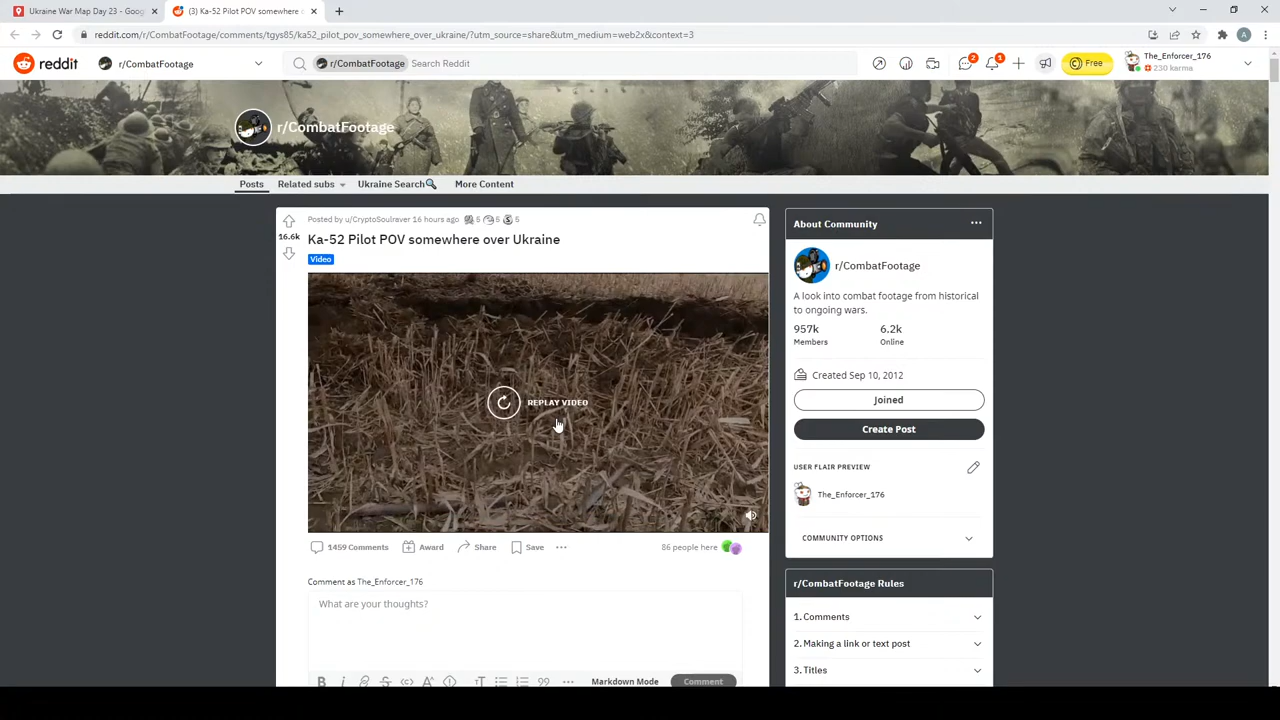 Ukraine War Map Day 23 - Goog
(3) Ka-52 Pilot POV somewhere o
reddit.com/r/CombatFootage/comments/tgys85/ka52_pilot_pov_somewhere_over_ukraine/?utm_source=share&utm_medium=web2x&context=3
A
reddit
r/CombatFootage
r/CombatFootage
Search Reddit
2
1
Free
The_Enforcer_176
230 karma
r/CombatFootage
Posts
Related subs
Ukraine Search
More Content
16.6k
Posted by u/CryptoSoulraver 16 hours ago
5
5
5
Ka-52 Pilot POV somewhere over Ukraine
Video
REPLAY VIDEO
1459 Comments
Award
Share
Save
86 people here
Comment as The_Enforcer_176
What are your thoughts?
Markdown Mode
Comment
About Community
r/CombatFootage
A look into combat footage from historical
to ongoing wars.
957k
6.2k
Members
Online
Created Sep 10, 2012
Joined
Create Post
USER FLAIR PREVIEW
The_Enforcer_176
COMMUNITY OPTIONS
r/CombatFootage Rules
1. Comments
2. Making a link or text post
3. Titles